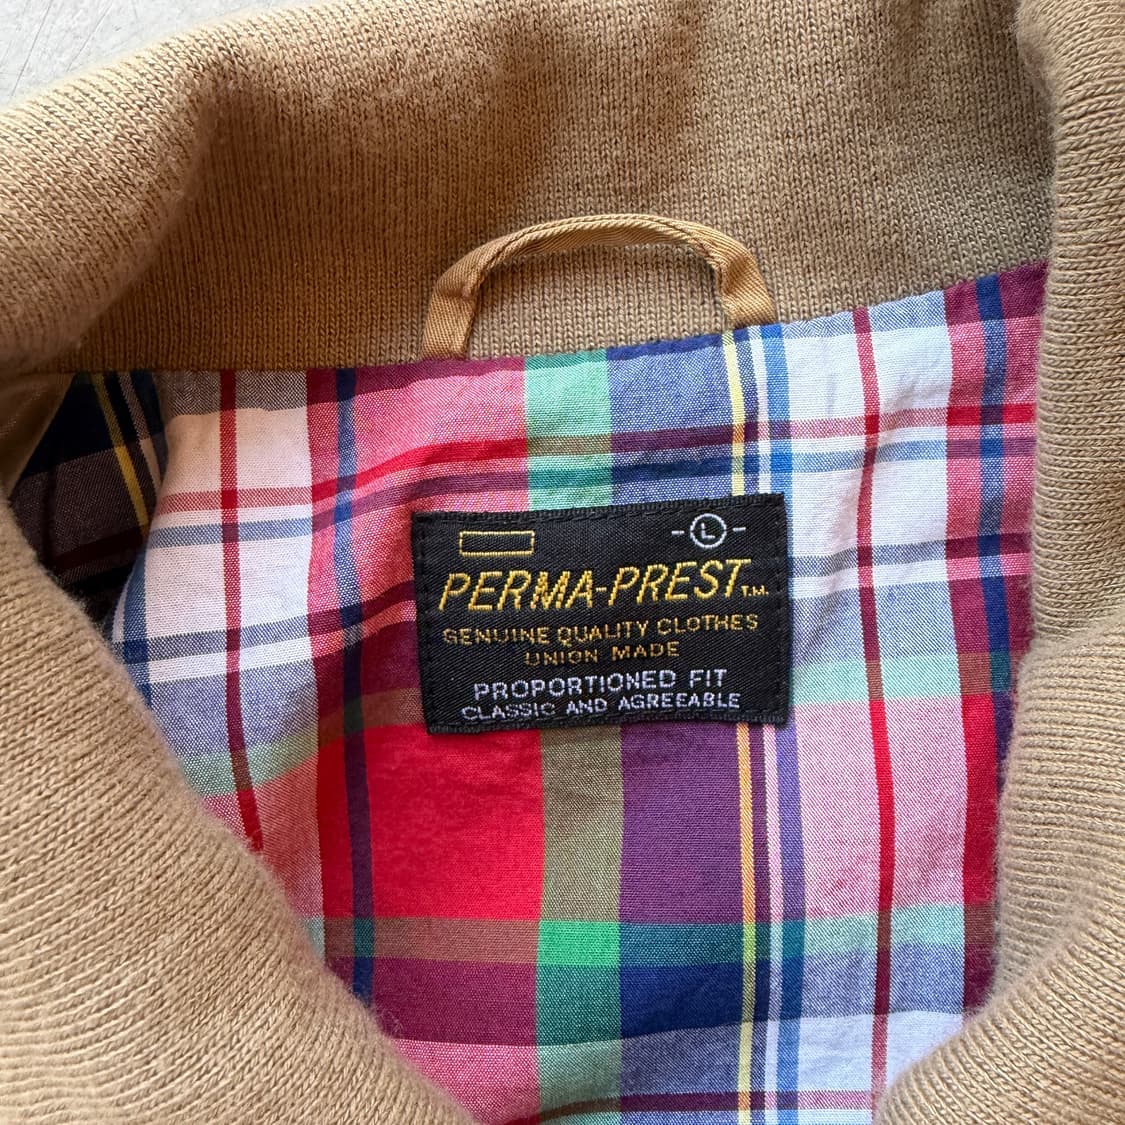 -L-
PERMA-PREST T.M.
GENUINE QUALITY CLOTHES
UNION MADE
PROPORTIONED FIT
CLASSIC AND AGREEABLE